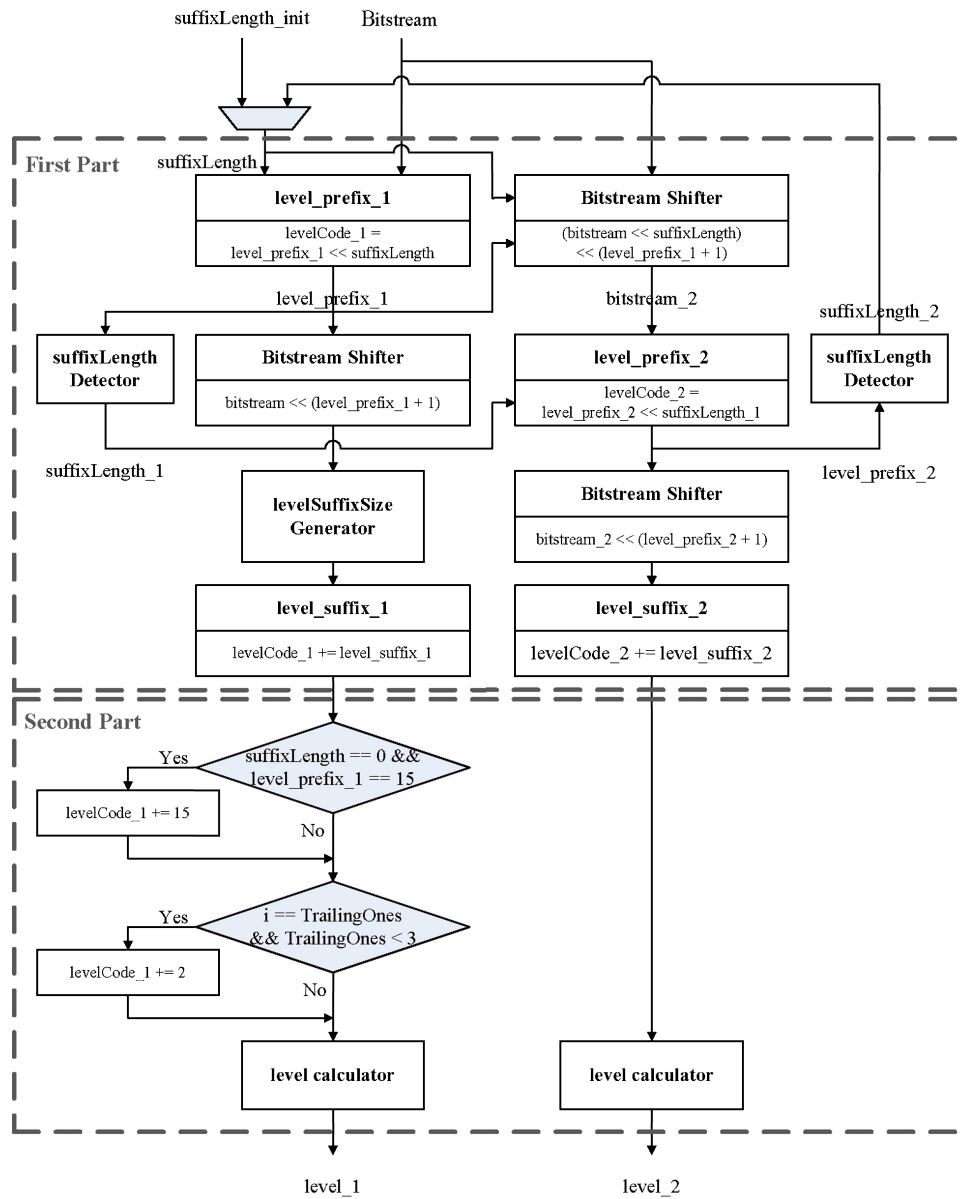 suffixLength_init
Bitstream
First Part
suffixLength
level_prefix_1
levelCode_1 =
level_prefix_1 << suffixLength
Bitstream Shifter
(bitstream << suffixLength)
<< (level_prefix_1 + 1)
level_prefix_1
bitstream_2
suffixLength_2
suffixLength
Detector
Bitstream Shifter
bitstream << (level_prefix_1 + 1)
level_prefix_2
levelCode_2 =
level_prefix_2 << suffixLength_1
suffixLength
Detector
suffixLength_1
level_prefix_2
levelSuffixSize
Generator
Bitstream Shifter
bitstream_2 << (level_prefix_2 + 1)
level_suffix_1
levelCode_1 += level_suffix_1
level_suffix_2
levelCode_2 += level_suffix_2
Second Part
suffixLength == 0 &&
level_prefix_1 == 15
Yes
levelCode_1 += 15
No
i == TrailingOnes
&& TrailingOnes < 3
Yes
levelCode_1 += 2
No
level calculator
level calculator
level_1
level_2